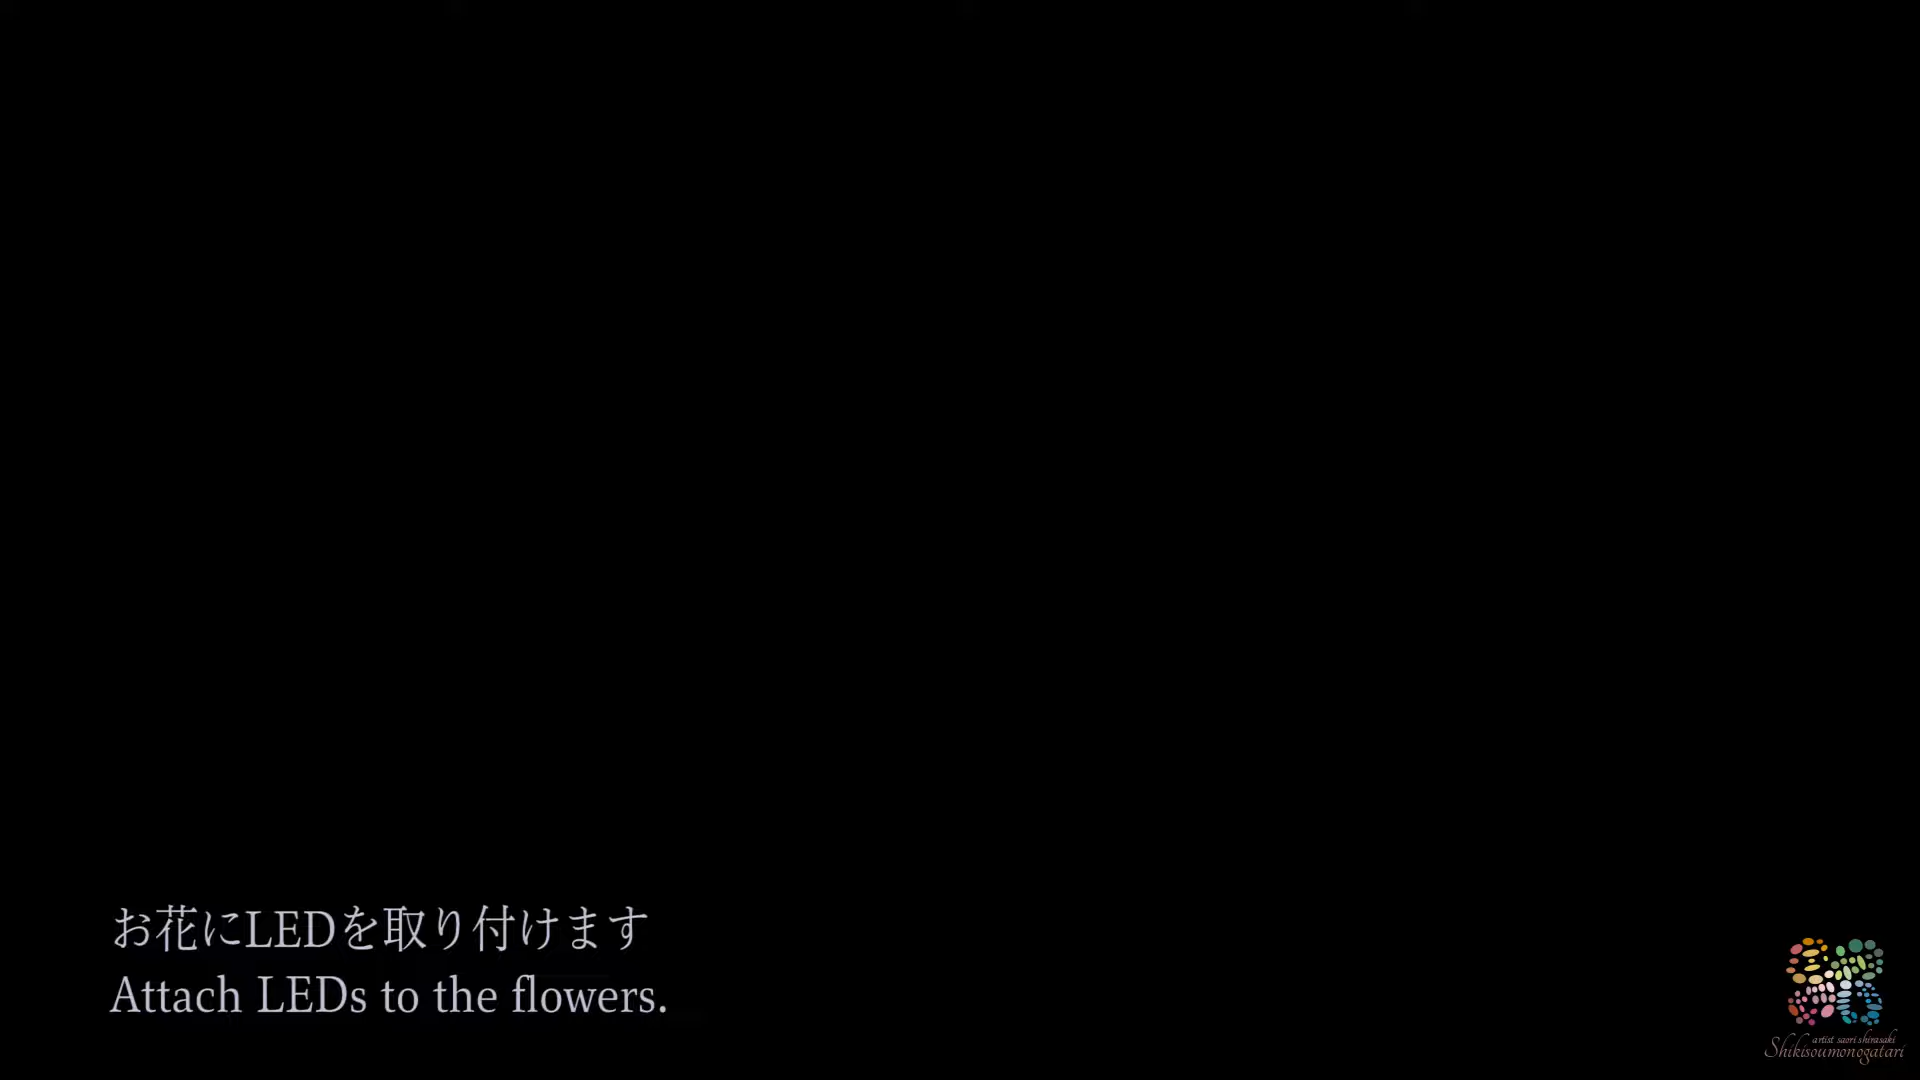 お花にLEDを取り付けます
Attach LEDs to the flowers.
artist saori shirasaki
Shikisoumonogatari